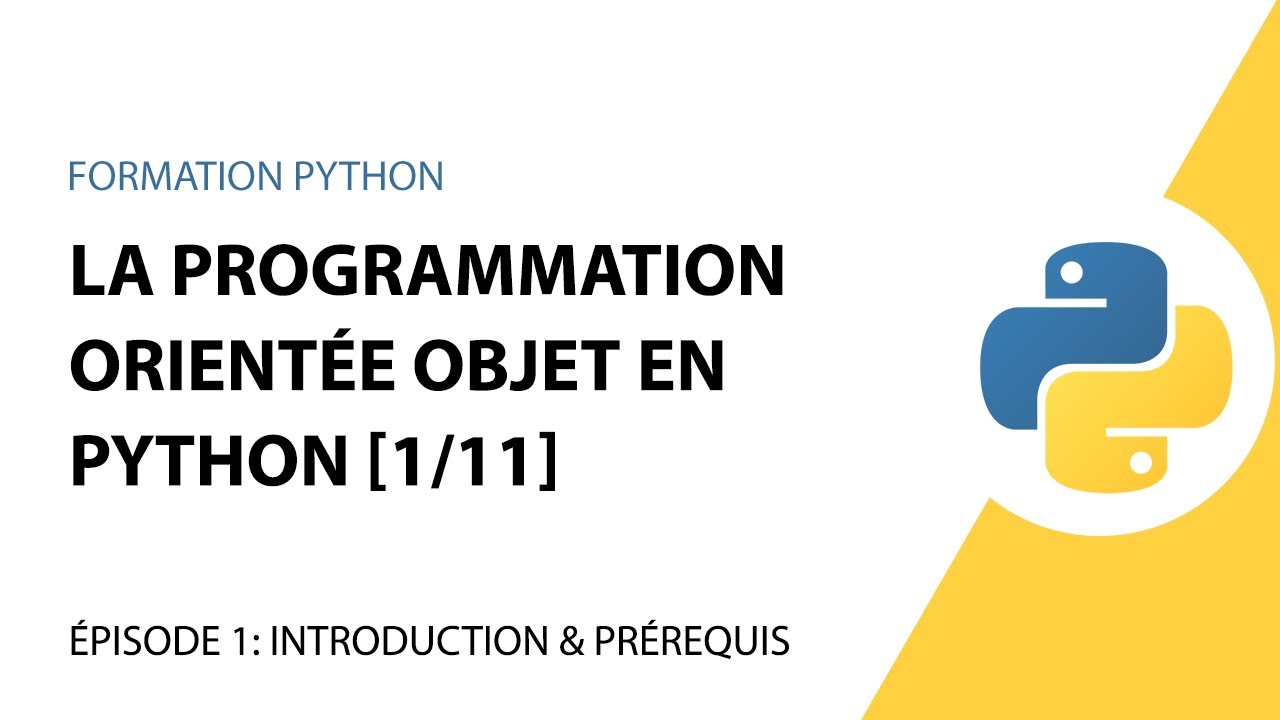 FORMATION PYTHON
LA PROGRAMMATION
ORIENTÉE OBJET EN
PYTHON [1/11]
ÉPISODE 1: INTRODUCTION & PRÉREQUIS